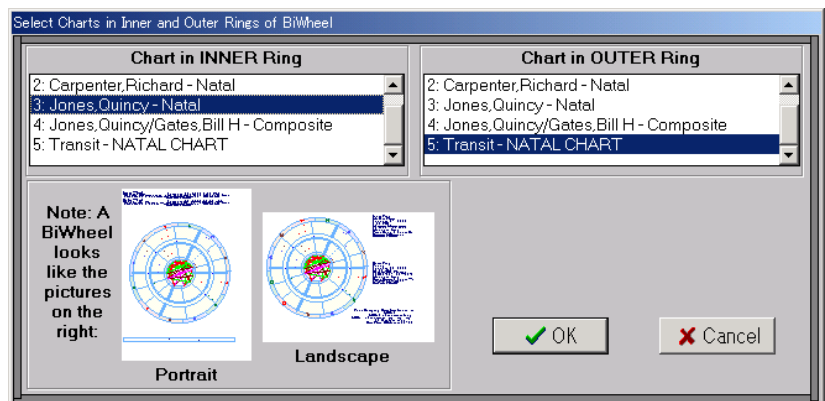 Select Charts in Inner and Outer Rings of BiWheel
Chart in INNER Ring
2: Carpenter,Richard - Natal
3: Jones,Quincy - Natal
4: Jones,Quincy/Gates,Bill H - Composite
5: Transit - NATAL CHART
Chart in OUTER Ring
2: Carpenter,Richard - Natal
3: Jones,Quincy - Natal
4: Jones,Quincy/Gates,Bill H - Composite
5: Transit - NATAL CHART
Note: A
BiWheel
looks
like the
pictures
on the
right:
Portrait
Landscape
OK
Cancel